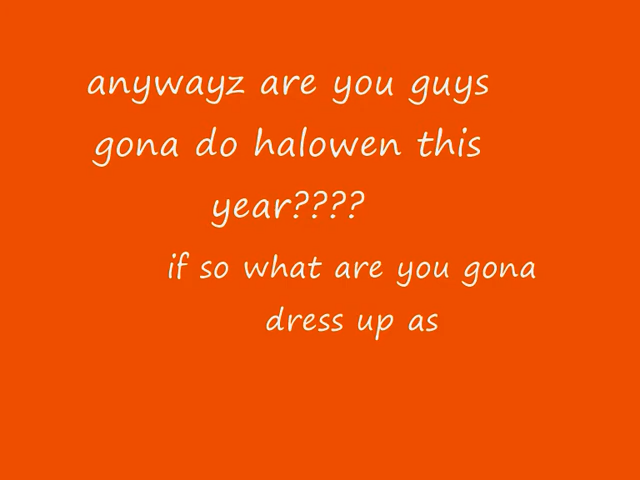 anywayz are you guys
gona do halowen this
year????
if so what are you gona
dress up as